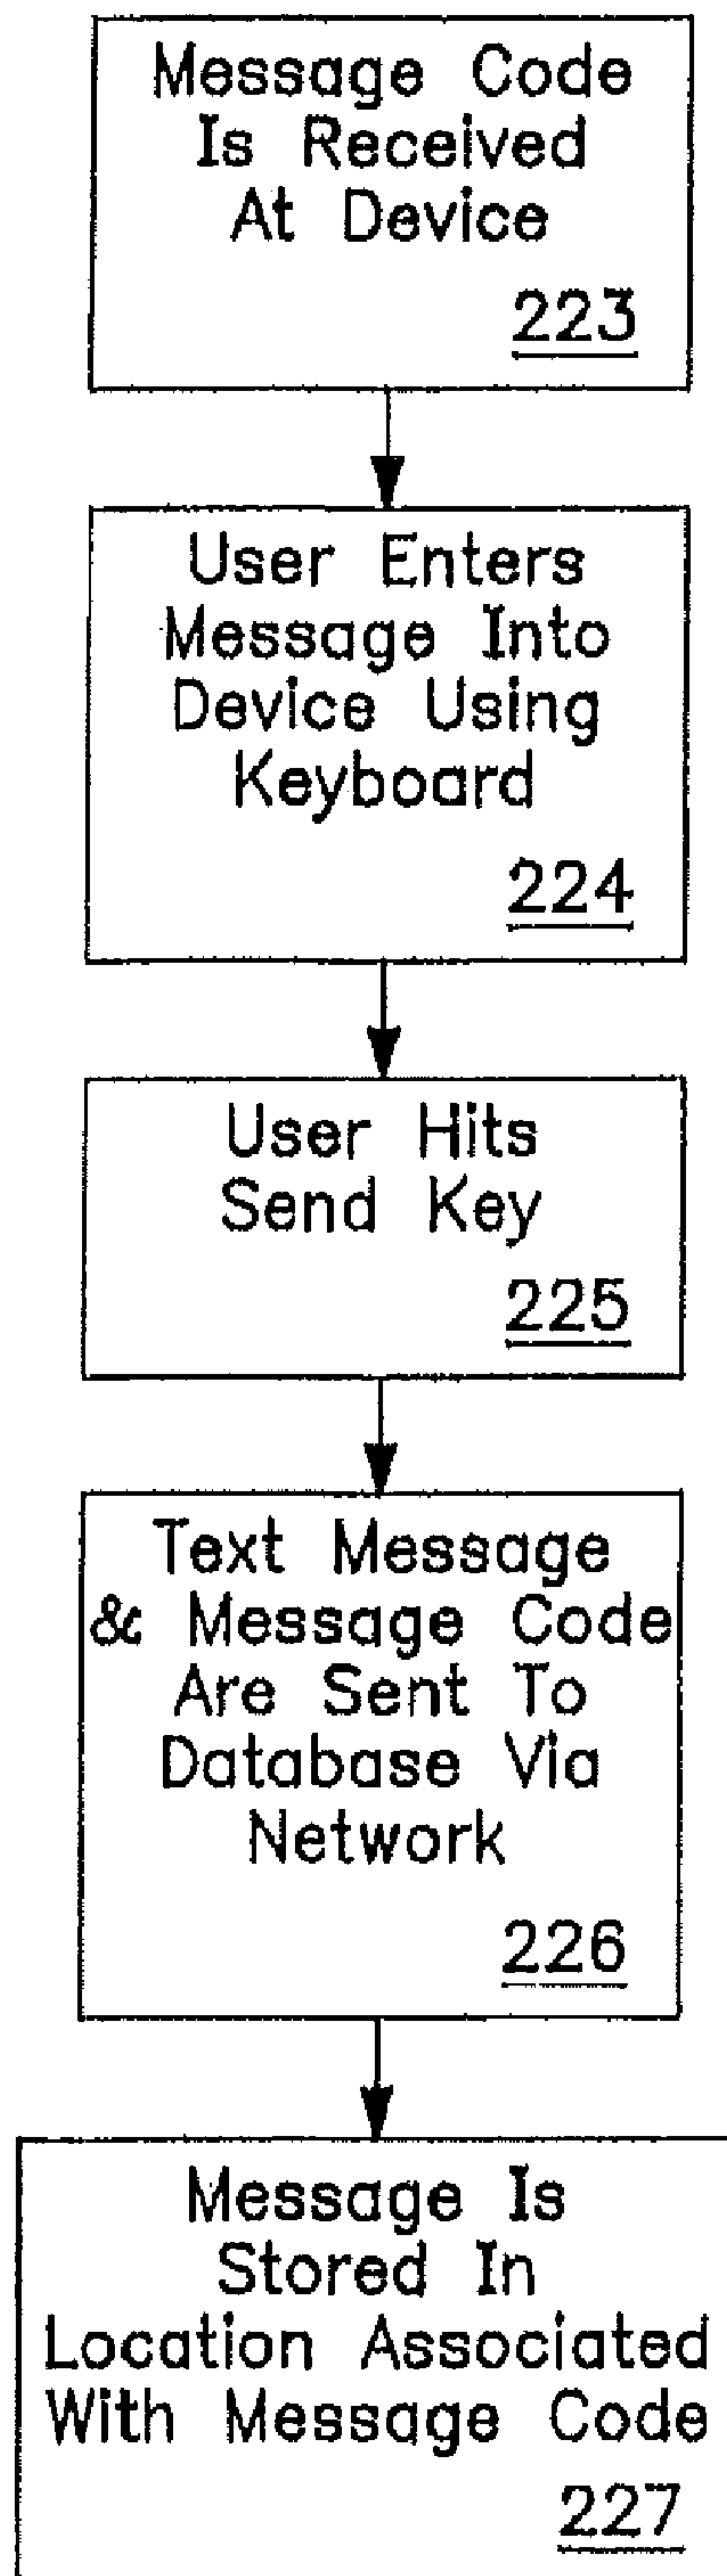 Message Code
Is Received
At Device
223
User Enters
Message Into
Device Using
Keyboard
224
User Hits
Send Key
225
Text Message
& Message Code
Are Sent To
Database Via
Network
226
Message Is
Stored In
Location Associated
With Message Code
227